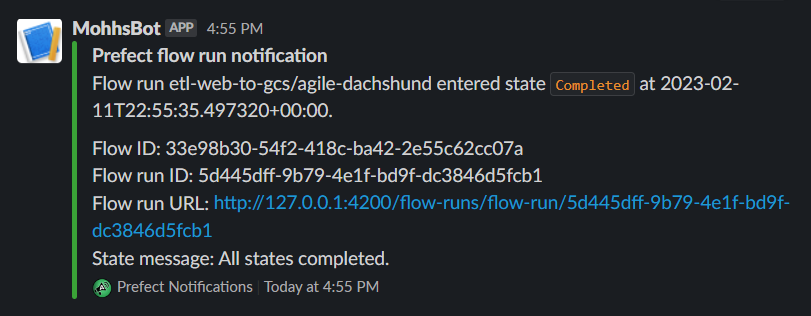 MohhsBot APP 4:55 PM
Prefect flow run notification
Flow run etl-web-to-gcs/agile-dachshund entered state Completed at 2023-02-
11T22:55:35.497320+00:00.
Flow ID: 33e98b30-54f2-418c-ba42-2e55c62cc07a
Flow run ID: 5d445dff-9b79-4e1f-bd9f-dc3846d5fcb1
Flow run URL: http://127.0.0.1:4200/flow-runs/flow-run/5d445dff-9b79-4e1f-bd9f-
dc3846d5fcb1
State message: All states completed.
Prefect Notifications Today at 4:55 PM